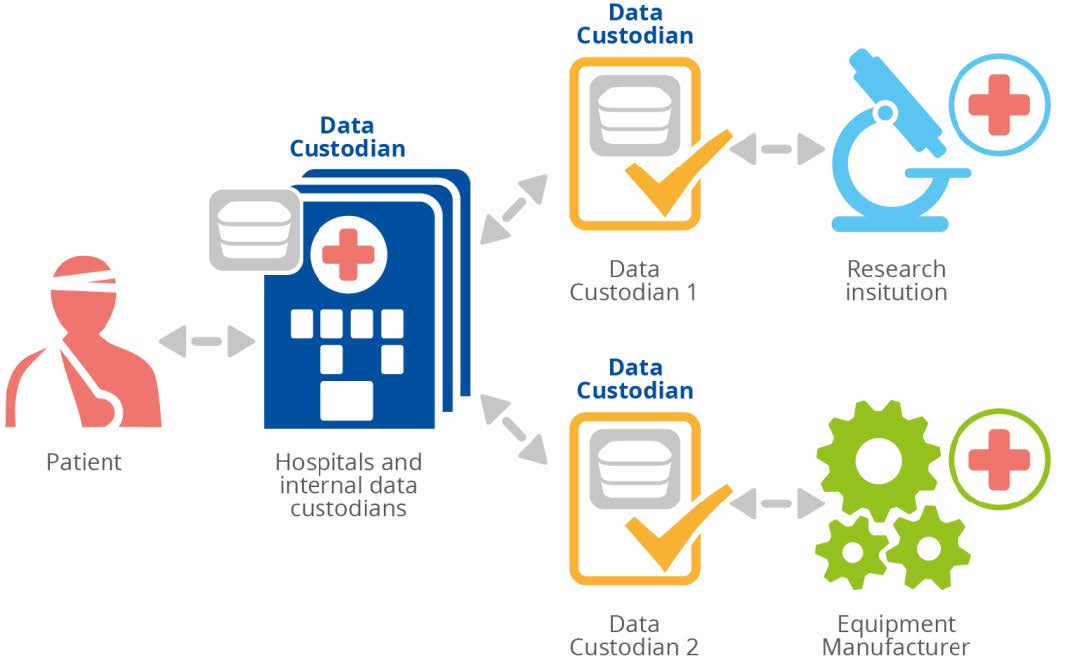 Data
Custodian
Data
Custodian
Data
Custodian 1
Research
insitution
Patient
Hospitals and
internal data
custodians
Data
Custodian
Data
Custodian 2
Equipment
Manufacturer